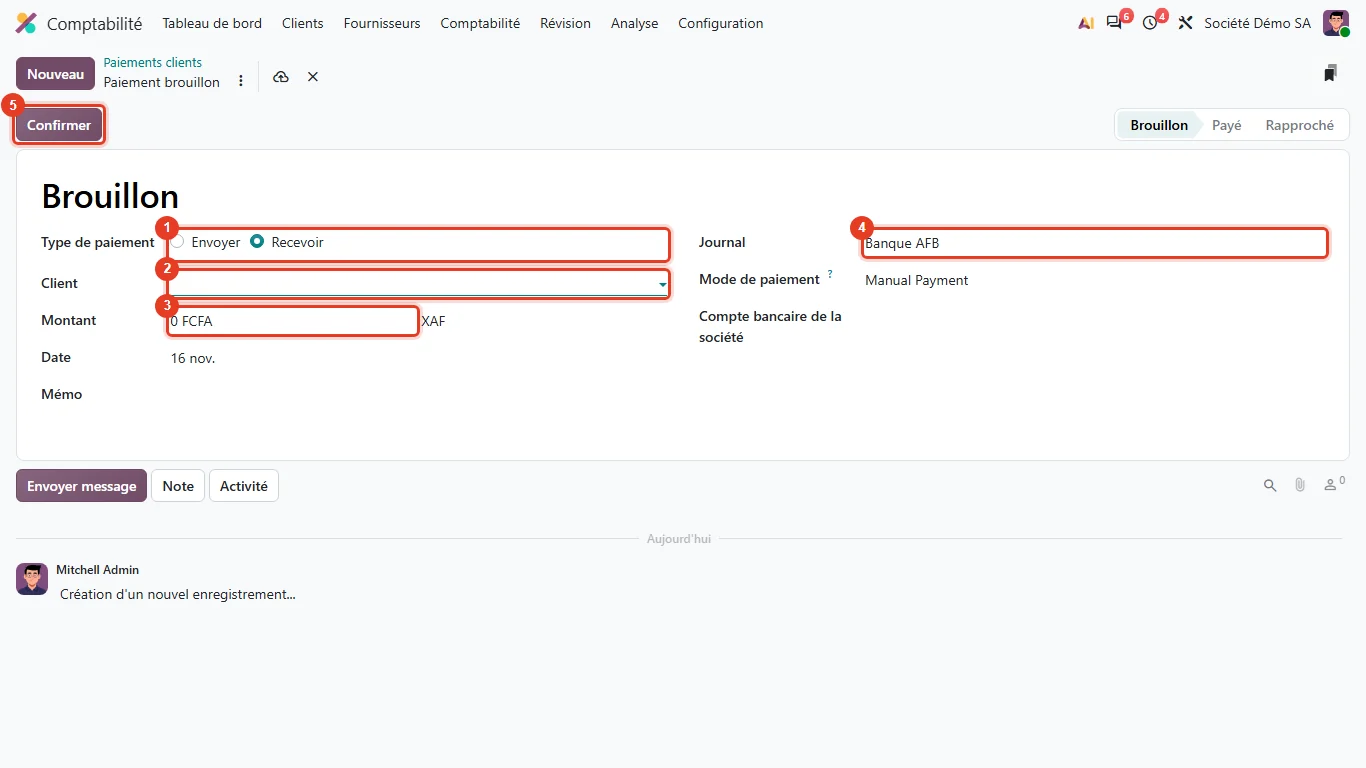 Comptabilité Tableau de bord Clients Fournisseurs Comptabilité Révision Analyse Configuration AI 6 4 Société Démo SA
Nouveau
Paiements clients
Paiement brouillon
5
Confirmer
Brouillon Payé Rapproché
Brouillon
1
Type de paiement Envoyer Recevoir
2
Client
3
Montant 0 FCFA XAF
Date 16 nov.
Mémo
4
Journal Banque AFB
Mode de paiement ? Manual Payment
Compte bancaire de la
société
Envoyer message Note Activité 0
Aujourd'hui
Mitchell Admin
Création d'un nouvel enregistrement...